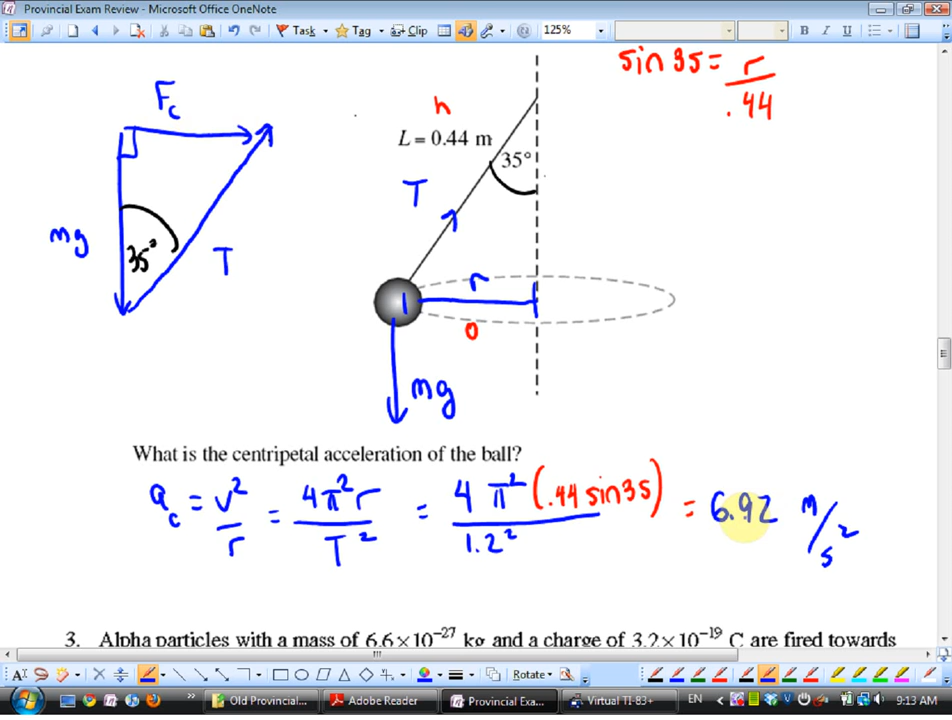 Provincial Exam Review - Microsoft Office OneNote
Task Tag Clip 125% B I U
sin 35 = r / .44
Fc
h
L = 0.44 m
35°
T
mg
35°
T
r
1
0
mg
What is the centripetal acceleration of the ball?
ac = v² / r = 4π²r / T² = 4π²(.44 sin35) / 1.2² = 6.92 m/s²
3. Alpha particles with a mass of 6.6×10⁻²⁷ kg and a charge of 3.2×10⁻¹⁹ C are fired towards
Rotate
Old Provincial... Adobe Reader Provincial Exa... Virtual TI-83+ EN 9:13 AM